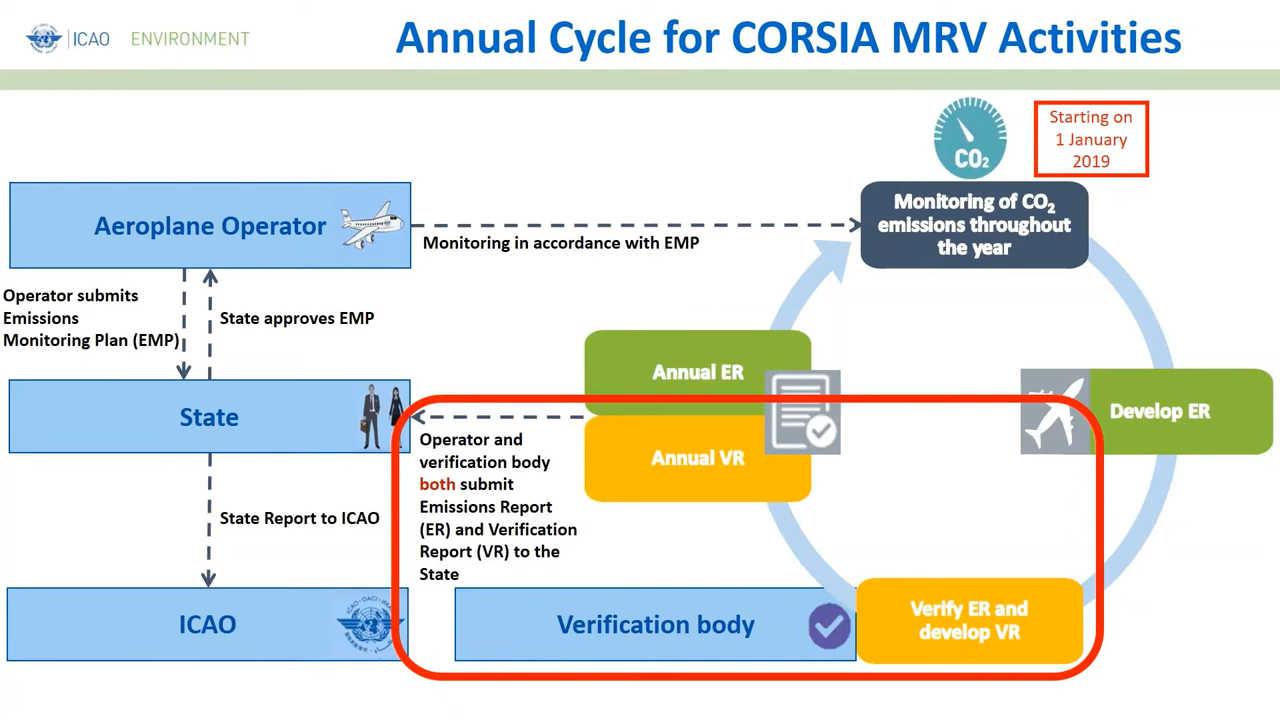 ICAO ENVIRONMENT
Annual Cycle for CORSIA MRV Activities
CO2
Starting on
1 January
2019
Aeroplane Operator
Monitoring in accordance with EMP
Monitoring of CO2
emissions throughout
the year
Operator submits
Emissions
Monitoring Plan (EMP)
State approves EMP
Annual ER
Develop ER
State
Operator and
verification body
both submit
Emissions Report
(ER) and Verification
Report (VR) to the
State
Annual VR
State Report to ICAO
ICAO
Verification body
Verify ER and
develop VR